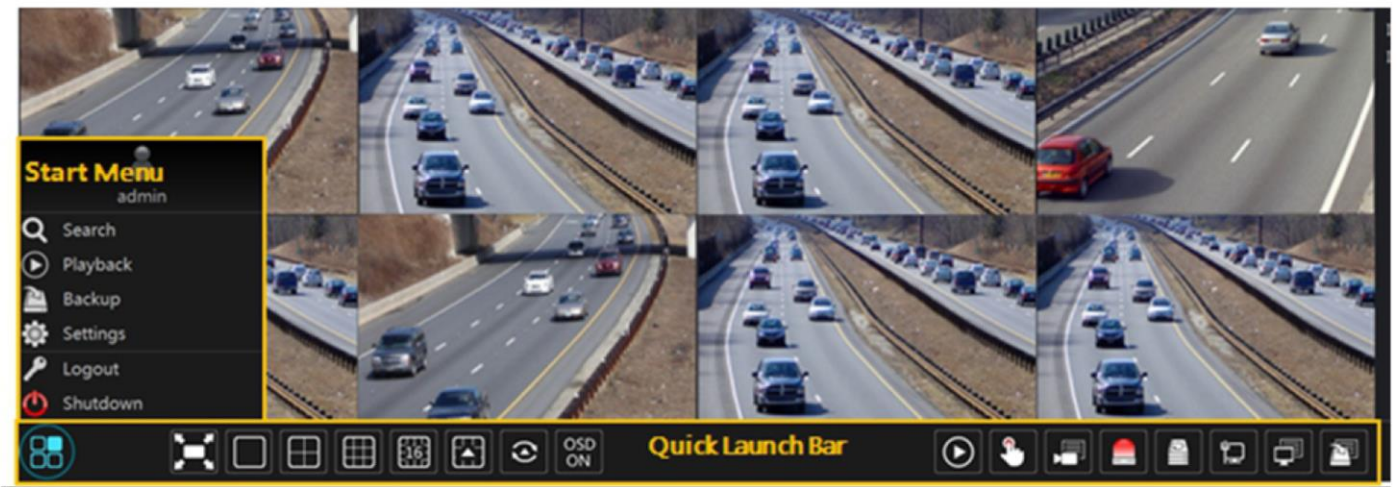 Start Menu
admin
Search
Playback
Backup
Settings
Logout
Shutdown
16
OSD
ON
Quick Launch Bar